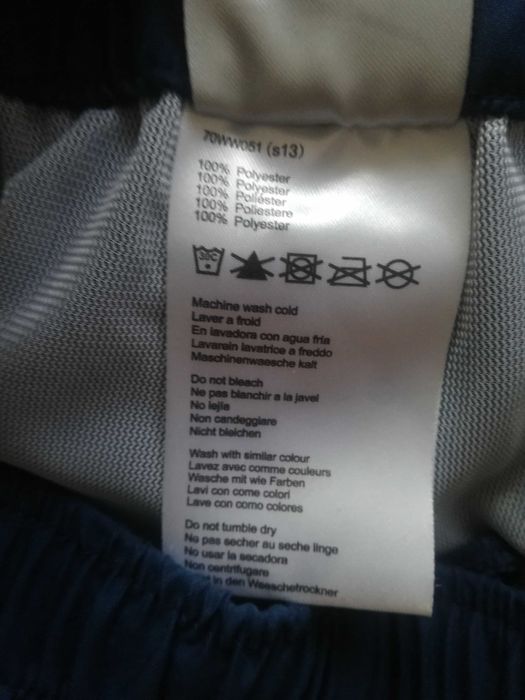 70WW051 (s13)
100% Polyester
100% Polyester
100% Poliéster
100% Poliestere
100% Polyester
30C
Machine wash cold
Laver a froid
En lavadora con agua fria
Lavarein lavatrice a freddo
Maschinenwaesche kalt
Do not bleach
Ne pas blanchir a la javel
No lejia
Non candeggiare
Nicht bleichen
Wash with similar colour
Lavez avec comme couleurs
Wasche mit wie Farben
Lavi con come colori
Lave con como colores
Do not tumble dry
No pas secher au seche linge
No usar la secadora
Non centrifugare
in den Waeschetrockner